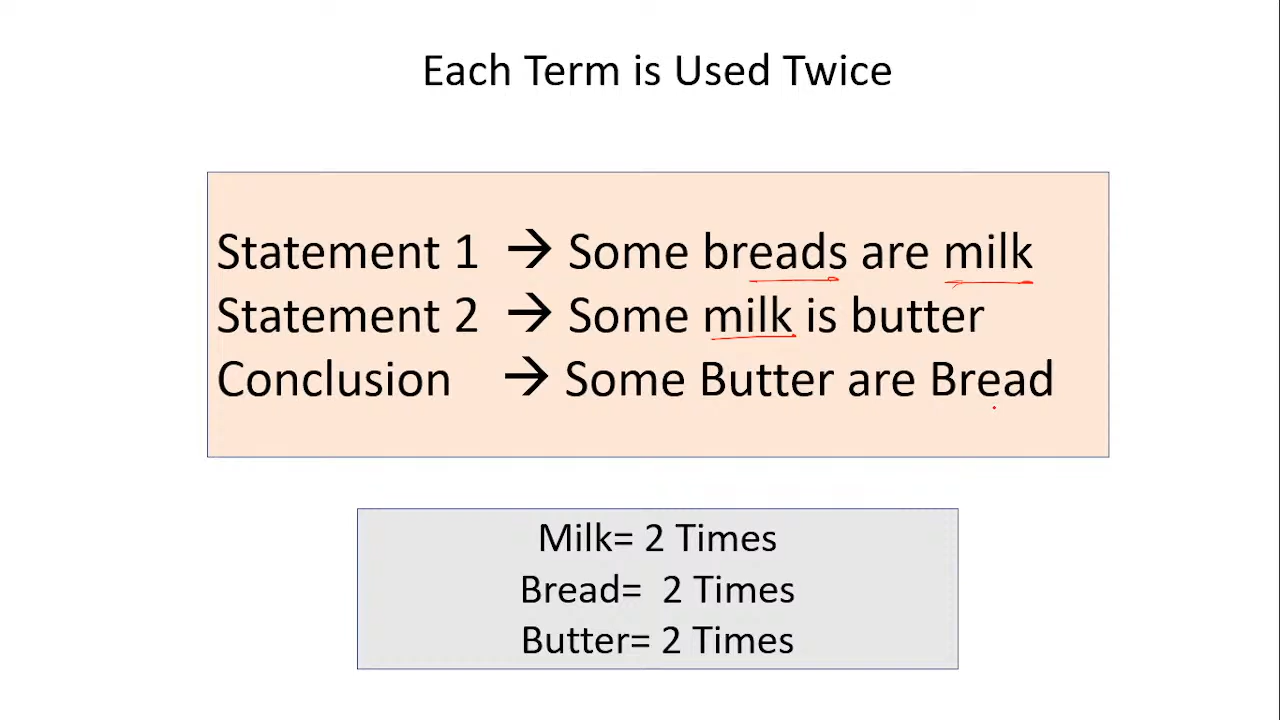 Each Term is Used Twice
Statement 1 → Some breads are milk
Statement 2 → Some milk is butter
Conclusion → Some Butter are Bread
Milk= 2 Times
Bread= 2 Times
Butter= 2 Times